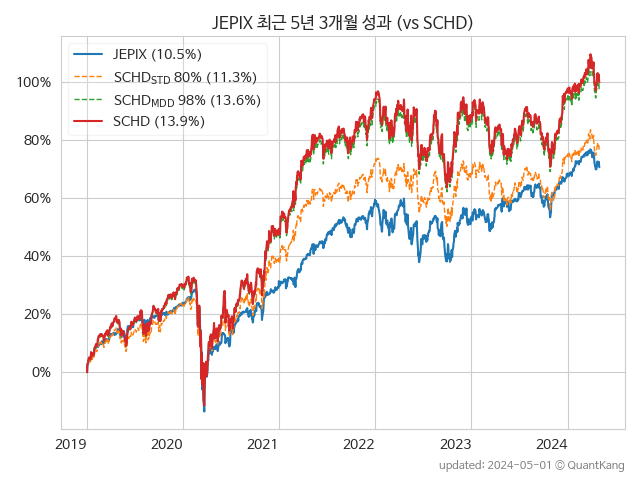 JEPIX 최근 5년 3개월 성과 (vs SCHD)
JEPIX (10.5%)
SCHD_STD 80% (11.3%)
SCHD_MDD 98% (13.6%)
SCHD (13.9%)
100%
80%
60%
40%
20%
0%
2019 2020 2021 2022 2023 2024
updated: 2024-05-01 © QuantKang